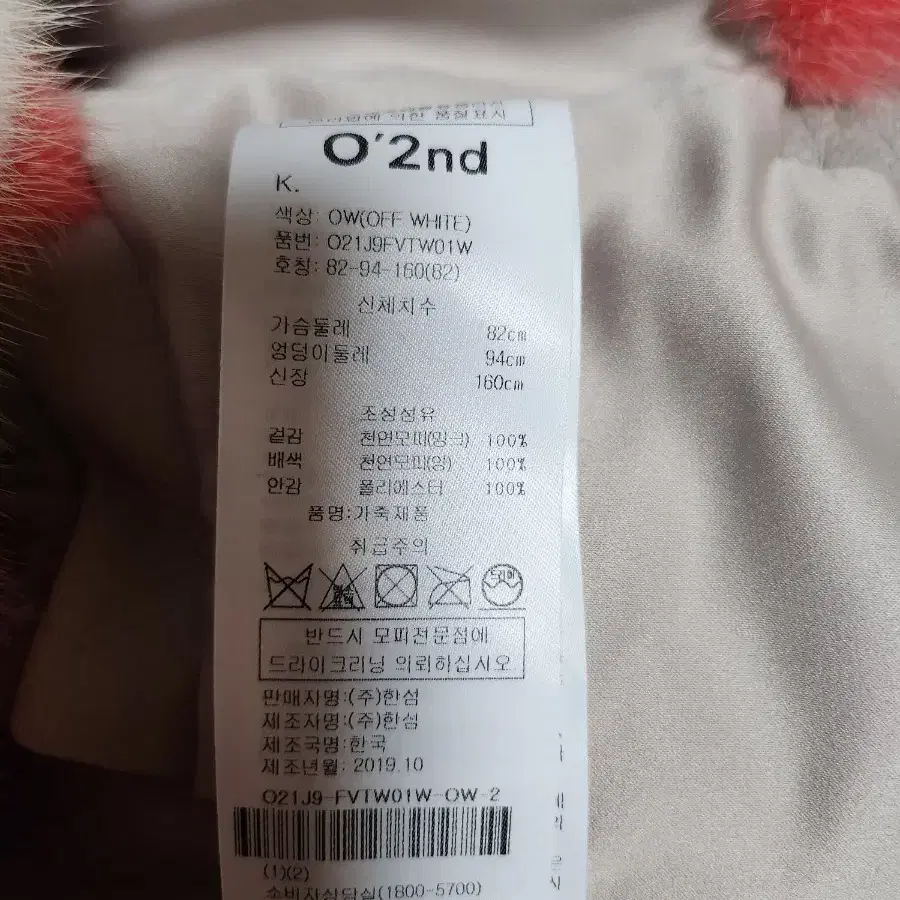 품질표시
O'2nd
K.
색상: OW(OFF WHITE)
품번: O21J9FVTW01W
호칭: 82-94-160(82)
신체치수
가슴둘레 82cm
엉덩이둘레 94cm
신장 160cm
조성섬유
겉감 천연모피(밍크) 100%
배색 천연모피(양) 100%
안감 폴리에스터 100%
품명:가죽제품
취급주의
드라이
반드시 모피전문점에
드라이크리닝 의뢰하십시오
판매자명:(주)한섬
제조자명:(주)한섬
제조국명:한국
제조년월: 2019.10
O21J9-FVTW01W-OW-2
(1)(2)
소비자상담실(1800-5700)